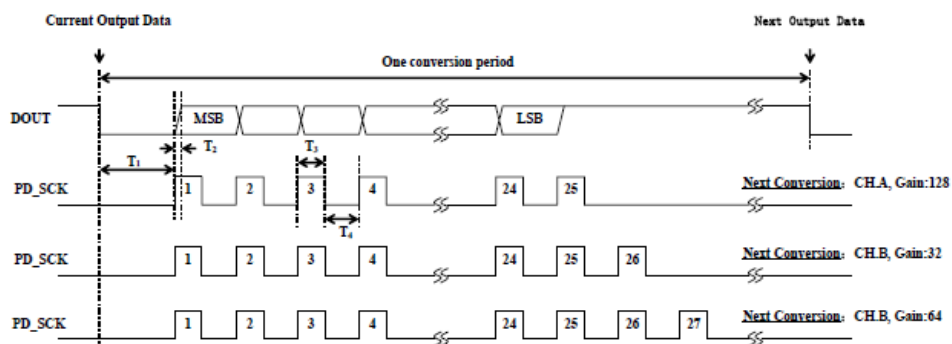 Current Output Data
Next Output Data
One conversion period
DOUT
MSB
LSB
T1
T2
T3
PD_SCK
1
2
3
4
24
25
Next Conversion: CH.A, Gain:128
T4
PD_SCK
1
2
3
4
24
25
26
Next Conversion: CH.B, Gain:32
PD_SCK
1
2
3
4
24
25
26
27
Next Conversion: CH.B, Gain:64